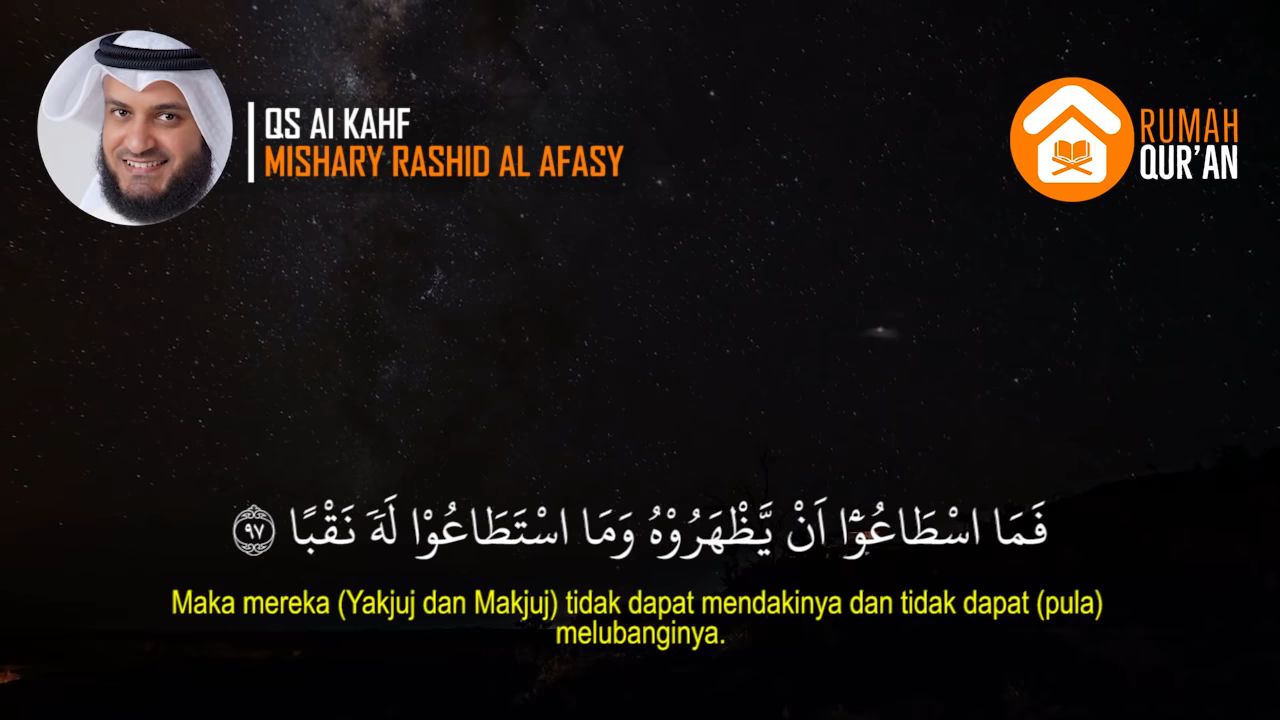 QS Al KAHF
MISHARY RASHID AL AFASY
RUMAH
QUR'AN
فَمَا اسْطَاعُوْٓا اَنْ يَّظْهَرُوْهُ وَمَا اسْتَطَاعُوْا لَهٗ نَقْبًا ٩٧
Maka mereka (Yakjuj dan Makjuj) tidak dapat mendakinya dan tidak dapat (pula)
melubanginya.